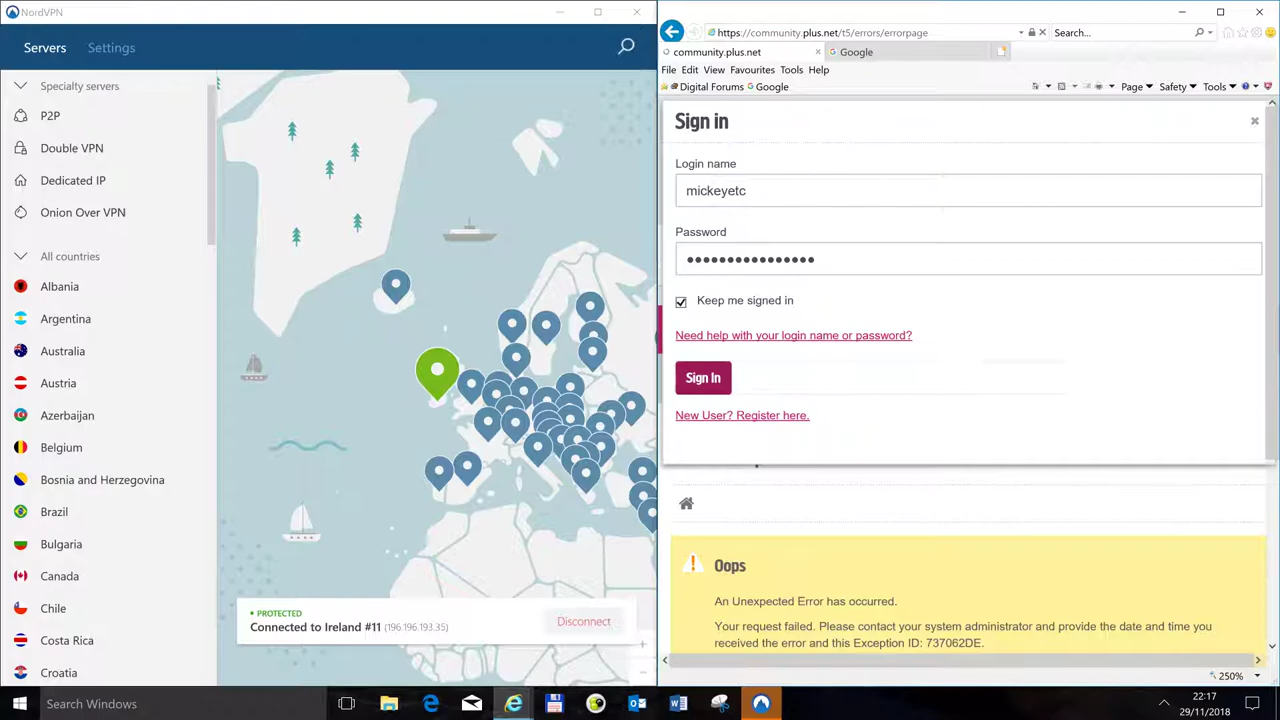 NordVPN
Servers
Settings
Specialty servers
P2P
Double VPN
Dedicated IP
Onion Over VPN
All countries
Albania
Argentina
Australia
Austria
Azerbaijan
Belgium
Bosnia and Herzegovina
Brazil
Bulgaria
Canada
Chile
Costa Rica
Croatia
• PROTECTED
Connected to Ireland #11 (196.196.193.35)
Disconnect
https://community.plus.net/t5/errors/errorpage
Search...
community.plus.net
Google
File Edit View Favourites Tools Help
Digital Forums Google
Page Safety Tools
Sign in
Login name
mickeyetc
Password
••••••••••••••••
Keep me signed in
Need help with your login name or password?
Sign In
New User? Register here.
Oops
An Unexpected Error has occurred.
Your request failed. Please contact your system administrator and provide the date and time you
received the error and this Exception ID: 737062DE.
250%
Search Windows
22:17
29/11/2018